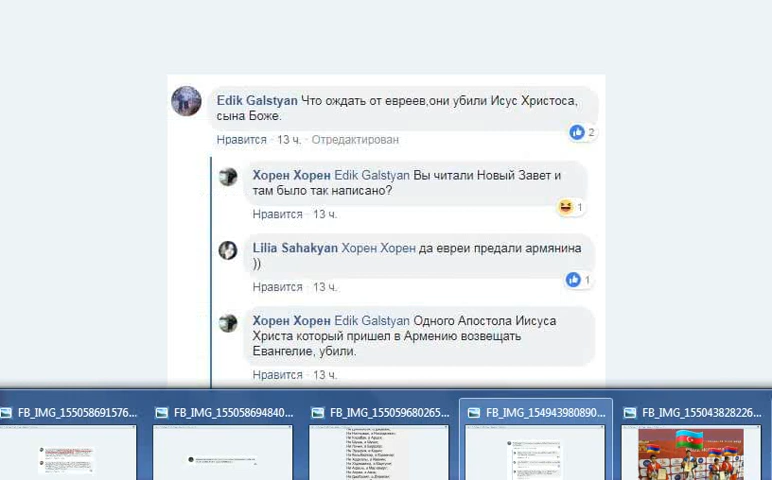 Edik Galstyan Что ождать от евреев,они убили Исус Христоса,
сына Боже.
2
Нравится · 13 ч. · Отредактирован
Хорен Хорен Edik Galstyan Вы читали Новый Завет и
там было так написано?
1
Нравится · 13 ч.
Lilia Sahakyan Хорен Хорен да евреи предали армянина
))
1
Нравится · 13 ч.
Хорен Хорен Edik Galstyan Одного Апостола Иисуса
Христа который пришел в Армению возвещать
Евангелие, убили.
Нравится · 13 ч.
FB_IMG_155058691576...
FB_IMG_155058694840...
FB_IMG_155059680265...
FB_IMG_154943980890...
FB_IMG_155043828226...